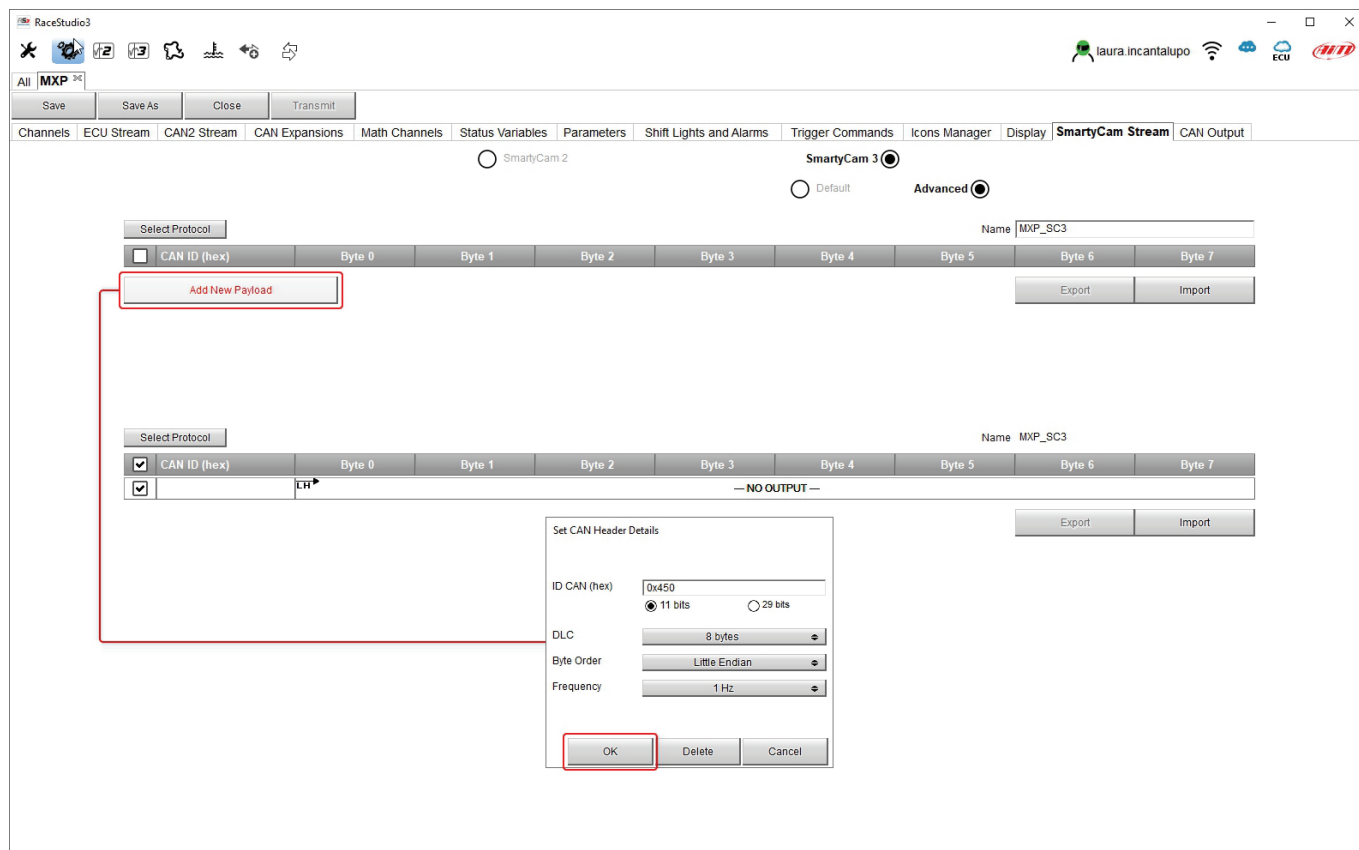 RaceStudio3
laura.incantalupo
ECU
AiM
All MXP
Save Save As Close Transmit
Channels ECU Stream CAN2 Stream CAN Expansions Math Channels Status Variables Parameters Shift Lights and Alarms Trigger Commands Icons Manager Display SmartyCam Stream CAN Output
SmartyCam 2 SmartyCam 3
Default Advanced
Select Protocol Name MXP_SC3
CAN ID (hex) Byte 0 Byte 1 Byte 2 Byte 3 Byte 4 Byte 5 Byte 6 Byte 7
Add New Payload Export Import
Select Protocol Name MXP_SC3
CAN ID (hex) Byte 0 Byte 1 Byte 2 Byte 3 Byte 4 Byte 5 Byte 6 Byte 7
LH — NO OUTPUT —
Export Import
Set CAN Header Details
ID CAN (hex) 0x450
11 bits 29 bits
DLC 8 bytes
Byte Order Little Endian
Frequency 1 Hz
OK Delete Cancel